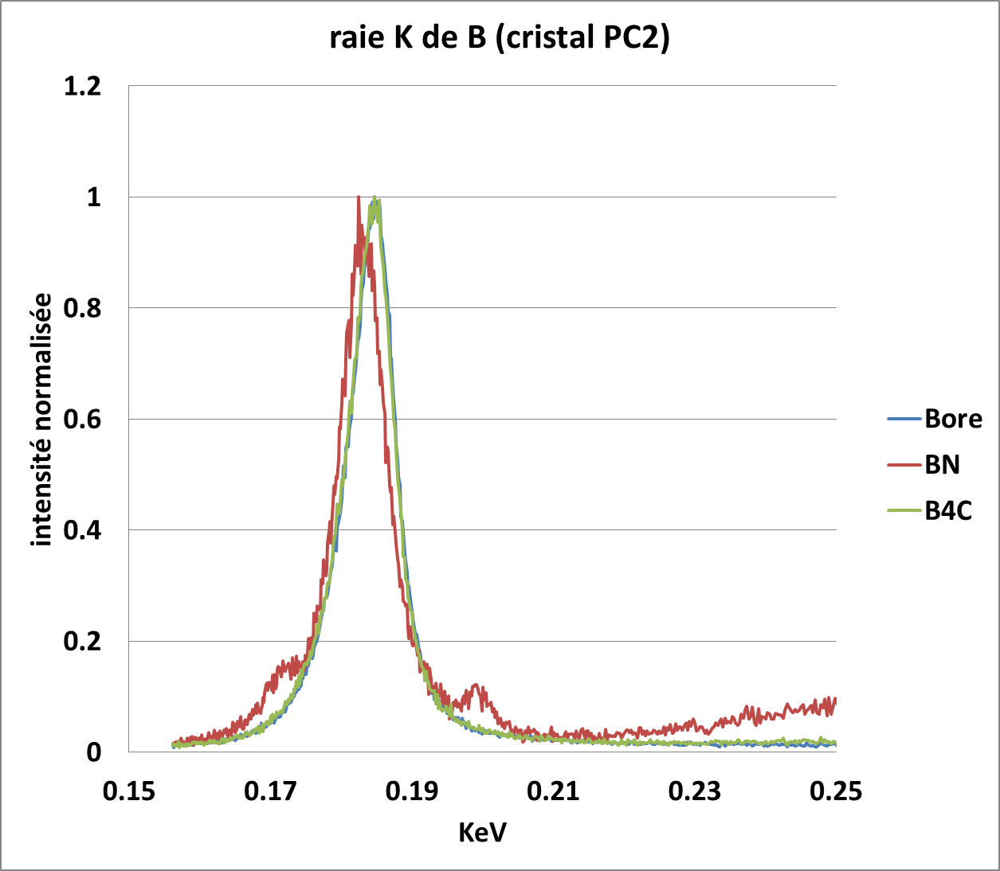 raie K de B (cristal PC2)
1.2
1
0.8
0.6
0.4
0.2
0
intensité normalisée
0.15 0.17 0.19 0.21 0.23 0.25
KeV
Bore
BN
B4C